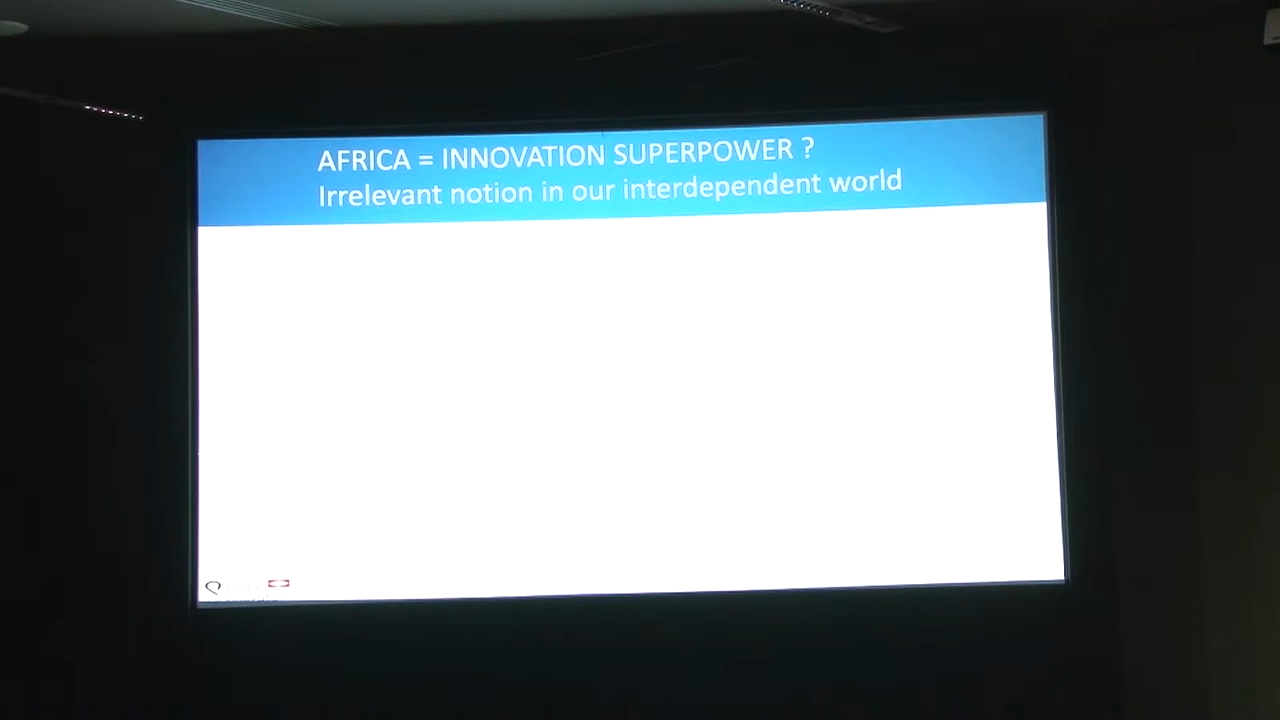 AFRICA = INNOVATION SUPERPOWER ?
Irrelevant notion in our interdependent world